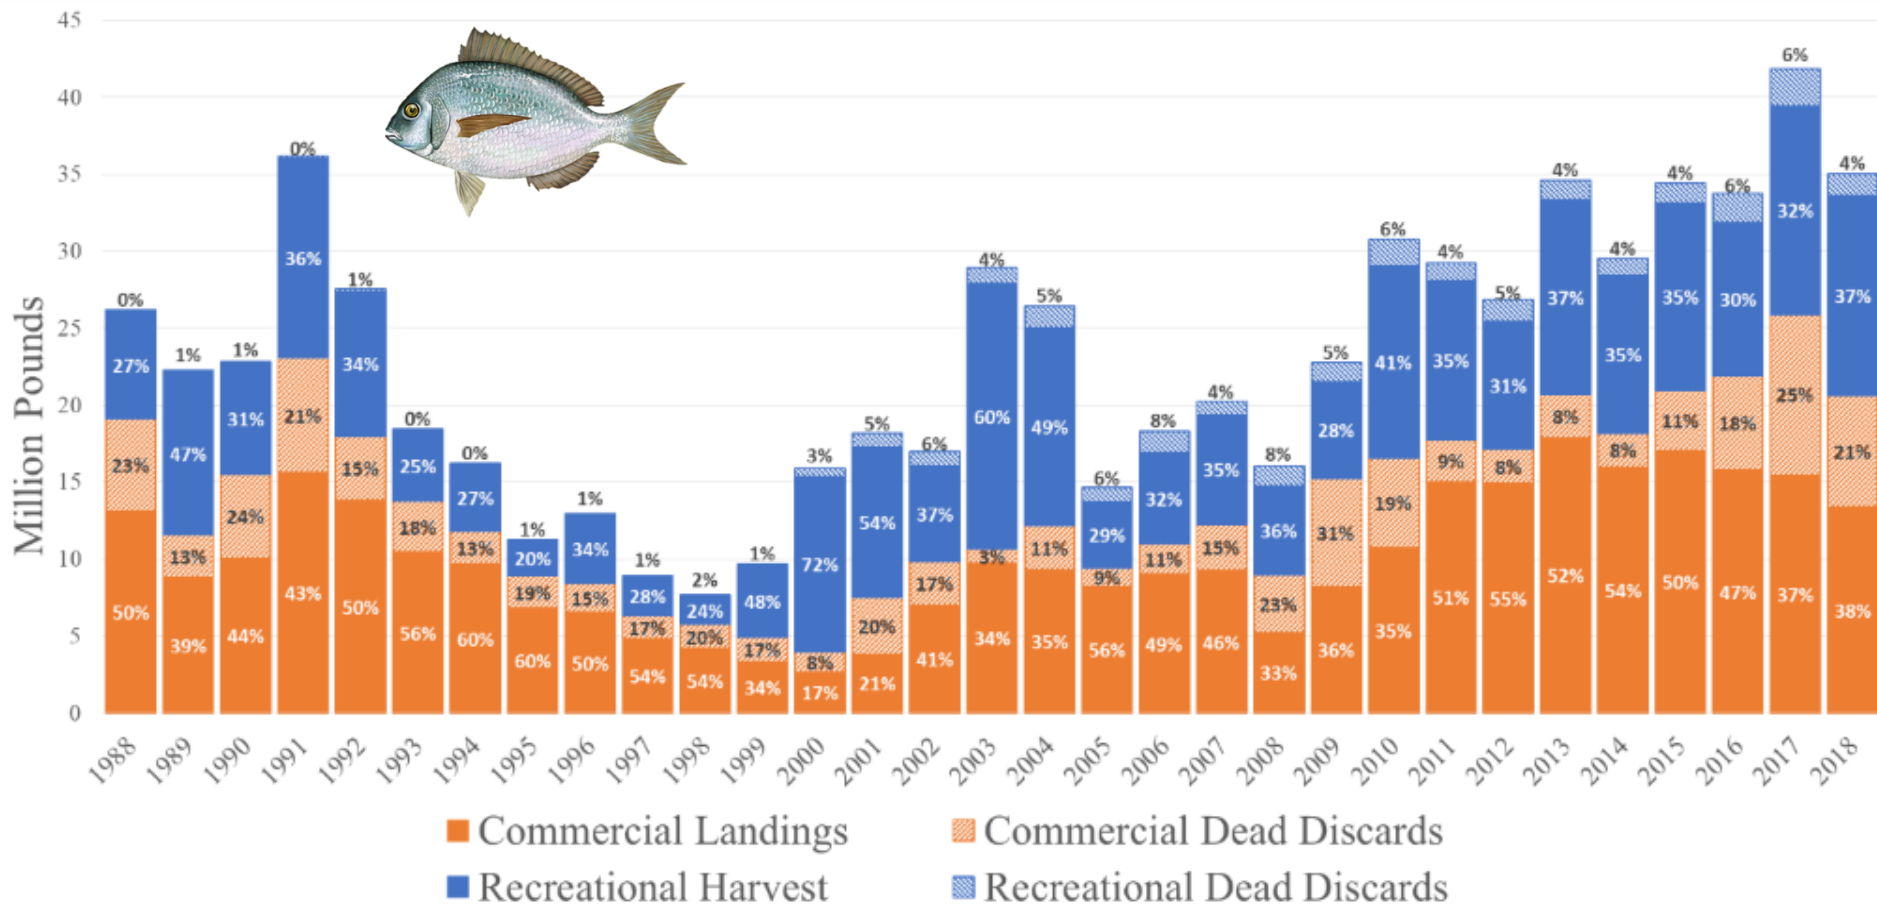 45
40
35
30
25
20
15
10
5
0
Million Pounds
0% 27% 23% 50%
1% 47% 13% 39%
1% 31% 24% 44%
0% 36% 21% 43%
1% 34% 15% 50%
0% 25% 18% 56%
0% 27% 13% 60%
1% 20% 19% 60%
1% 34% 15% 50%
1% 28% 17% 54%
2% 24% 20% 54%
1% 48% 17% 34%
3% 72% 8% 17%
5% 54% 20% 21%
6% 37% 17% 41%
4% 60% 3% 34%
5% 49% 11% 35%
6% 29% 9% 56%
8% 32% 11% 49%
4% 35% 15% 46%
8% 36% 23% 33%
5% 28% 31% 36%
6% 41% 19% 35%
4% 35% 9% 51%
5% 31% 8% 55%
4% 37% 8% 52%
4% 35% 8% 54%
4% 35% 11% 50%
6% 30% 18% 47%
6% 32% 25% 37%
4% 37% 21% 38%
1988 1989 1990 1991 1992 1993 1994 1995 1996 1997 1998 1999 2000 2001 2002 2003 2004 2005 2006 2007 2008 2009 2010 2011 2012 2013 2014 2015 2016 2017 2018
Commercial Landings Commercial Dead Discards
Recreational Harvest Recreational Dead Discards